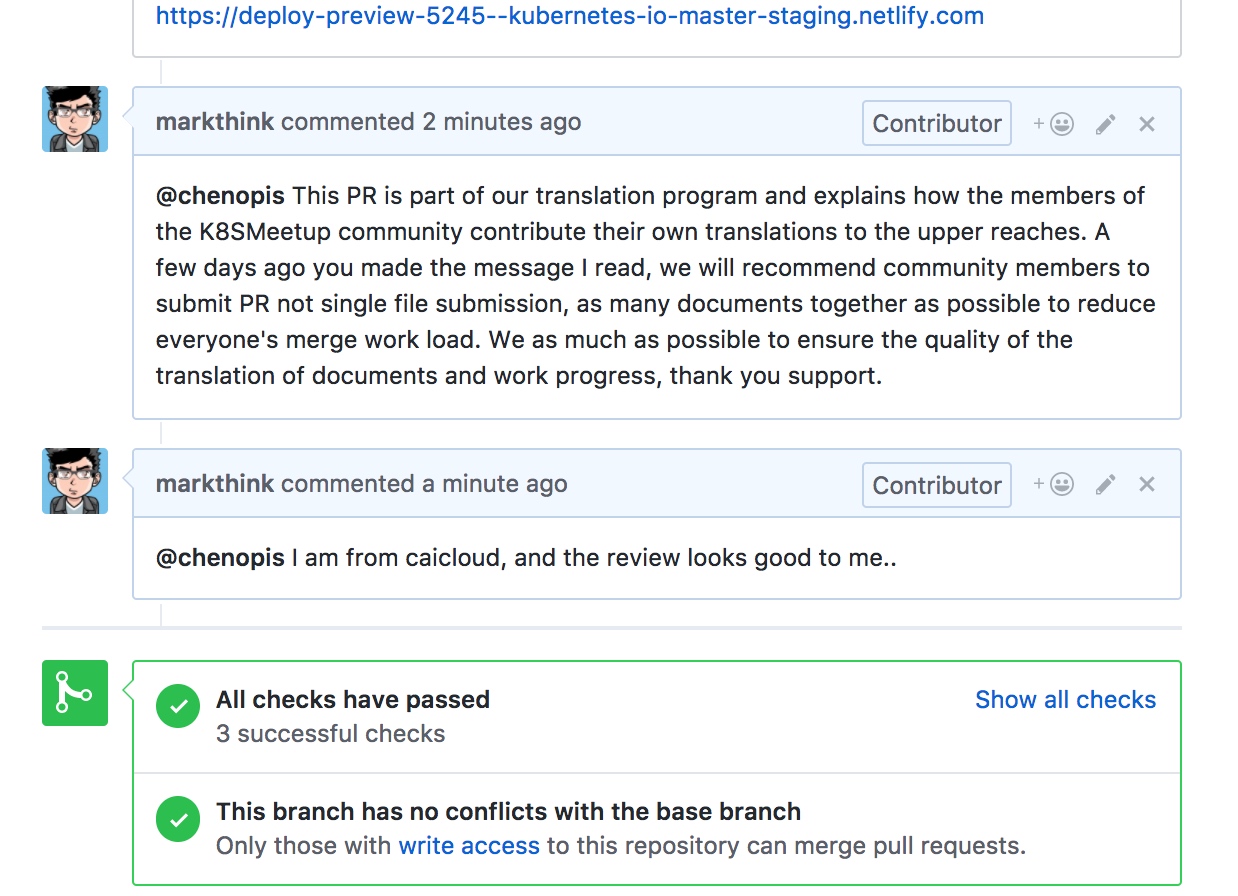 https://deploy-preview-5245--kubernetes-io-master-staging.netlify.com
markthink commented 2 minutes ago Contributor
@chenopis This PR is part of our translation program and explains how the members of
the K8SMeetup community contribute their own translations to the upper reaches. A
few days ago you made the message I read, we will recommend community members to
submit PR not single file submission, as many documents together as possible to reduce
everyone's merge work load. We as much as possible to ensure the quality of the
translation of documents and work progress, thank you support.
markthink commented a minute ago Contributor
@chenopis I am from caicloud, and the review looks good to me..
All checks have passed Show all checks
3 successful checks
This branch has no conflicts with the base branch
Only those with write access to this repository can merge pull requests.